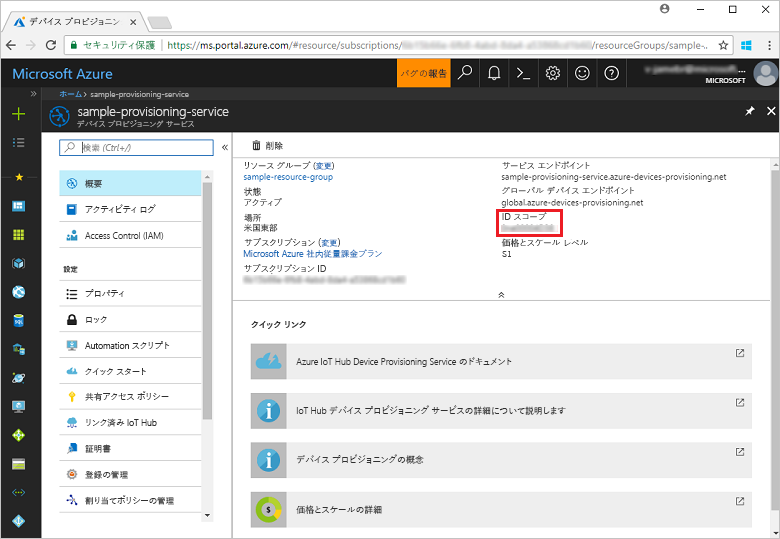 デバイス プロビジョニン
セキュリティ保護 https://ms.portal.azure.com/#resource/subscriptions/ /resourceGroups/sample-
Microsoft Azure
バグの報告
MICROSOFT
ホーム > sample-provisioning-service
sample-provisioning-service
デバイス プロビジョニング サービス
検索 (Ctrl+/)
概要
アクティビティ ログ
Access Control (IAM)
設定
プロパティ
ロック
Automation スクリプト
クイック スタート
共有アクセス ポリシー
リンク済み IoT Hub
証明書
登録の管理
割り当てポリシーの管理
削除
リソース グループ (変更)
sample-resource-group
状態
アクティブ
場所
米国東部
サブスクリプション (変更)
Microsoft Azure 社内従量課金プラン
サブスクリプション ID
サービス エンドポイント
sample-provisioning-service.azure-devices-provisioning.net
グローバル デバイス エンドポイント
global.azure-devices-provisioning.net
ID スコープ
価格とスケール レベル
S1
クイック リンク
Azure IoT Hub Device Provisioning Service のドキュメント
IoT Hub デバイス プロビジョニング サービスの詳細について説明します
デバイス プロビジョニングの概念
価格とスケールの詳細